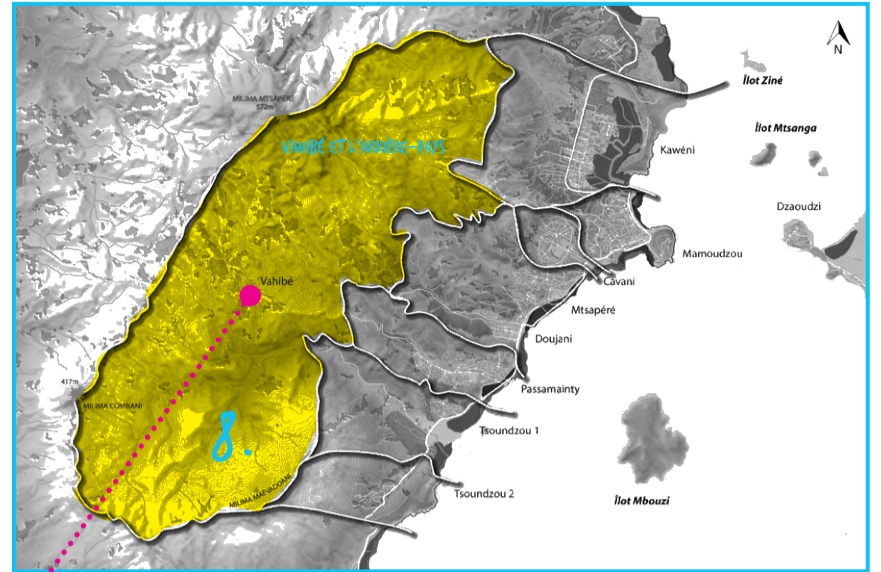 N
Îlot Ziné
MILIMA MTSAPÉRÉ
572m
Îlot Mtsanga
VAHIBÉ ET L'ARRIÈRE-PAYS
Kawéni
Dzaoudzi
Mamoudzou
Vahibé
Cavani
Mtsapéré
Doujani
417m
Passamainty
MILIMA COMBANI
8.
Tsoundzou 1
MILIMA MAEVADOANI
Tsoundzou 2
Îlot Mbouzi